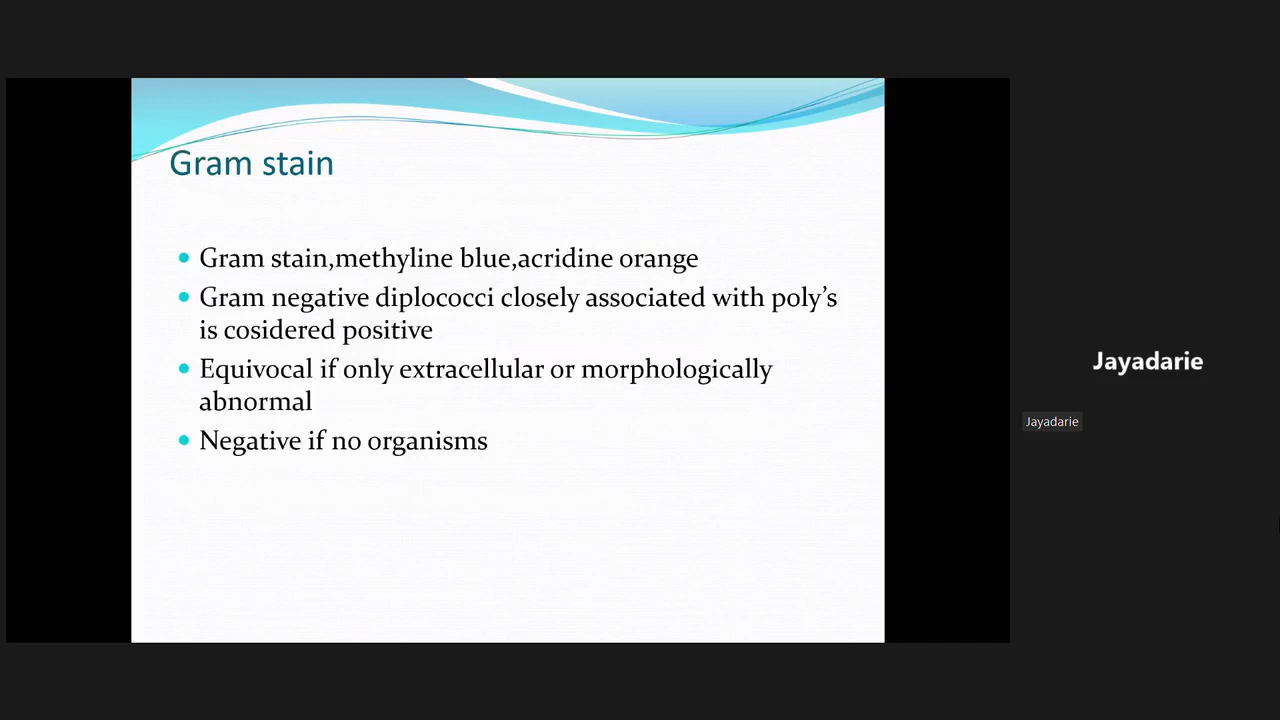 Gram stain
Gram stain,methyline blue,acridine orange
Gram negative diplococci closely associated with poly's
is cosidered positive
Equivocal if only extracellular or morphologically
abnormal
Negative if no organisms
Jayadarie
Jayadarie